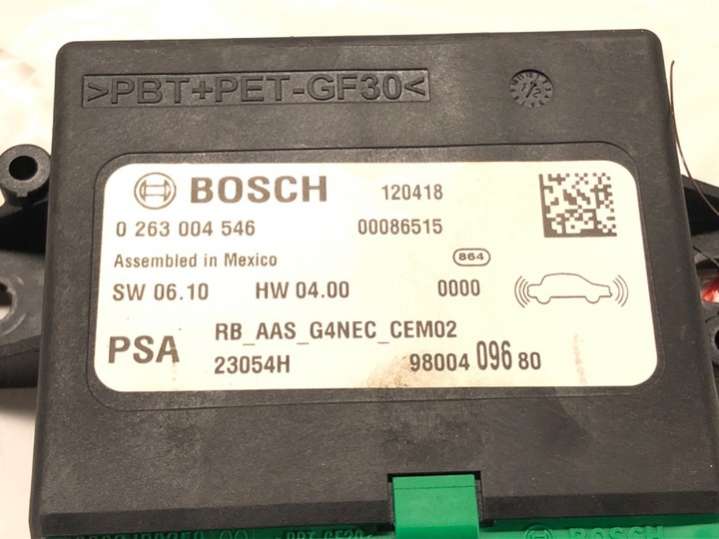 >PBT+PET-GF30<
12
BOSCH 120418
0 263 004 546 00086515
Assembled in Mexico 864
SW 06.10 HW 04.00 0000
PSA RB_AAS_G4NEC_CEM02
23054H 98004 096 80